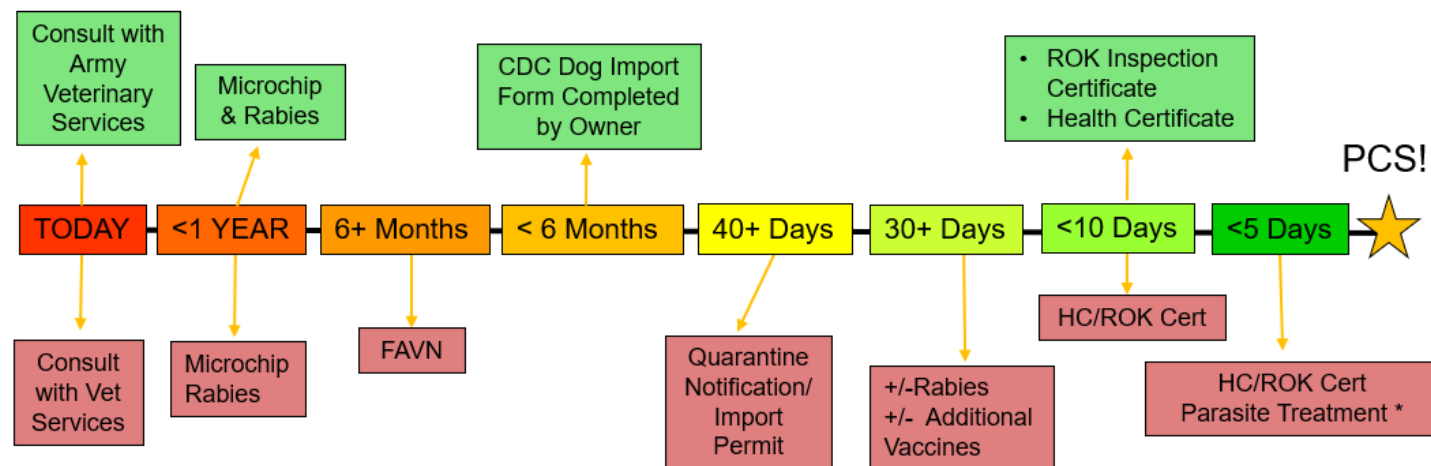 Consult with
Army
Veterinary
Services
Microchip
& Rabies
CDC Dog Import
Form Completed
by Owner
• ROK Inspection
Certificate
• Health Certificate
PCS!
TODAY
<1 YEAR
6+ Months
< 6 Months
40+ Days
30+ Days
<10 Days
<5 Days
Consult
with Vet
Services
Microchip
Rabies
FAVN
Quarantine
Notification/
Import
Permit
+/-Rabies
+/- Additional
Vaccines
HC/ROK Cert
HC/ROK Cert
Parasite Treatment *